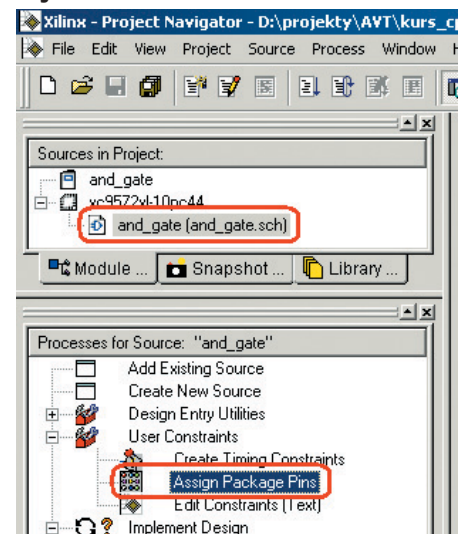 Xilinx - Project Navigator - D:\projekty\AVT\kurs_c
File Edit View Project Source Process Window
Sources in Project:
and_gate
xc9572xl-10pc44
and_gate (and_gate.sch)
Module ... Snapshot ... Library ...
Processes for Source: "and_gate"
Add Existing Source
Create New Source
Design Entry Utilities
User Constraints
Create Timing Constraints
Assign Package Pins
Edit Constraints (Text)
Implement Design